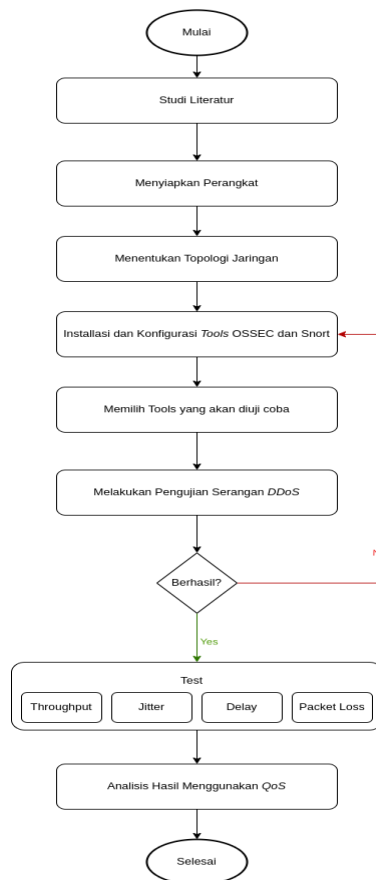 Mulai
Studi Literatur
Menyiapkan Perangkat
Menentukan Topologi Jaringan
Installasi dan Konfigurasi Tools OSSEC dan Snort
Memilih Tools yang akan diuji coba
Melakukan Pengujian Serangan DDoS
Berhasil?
Yes
Test
Throughput
Jitter
Delay
Packet Loss
Analisis Hasil Menggunakan QoS
Selesai